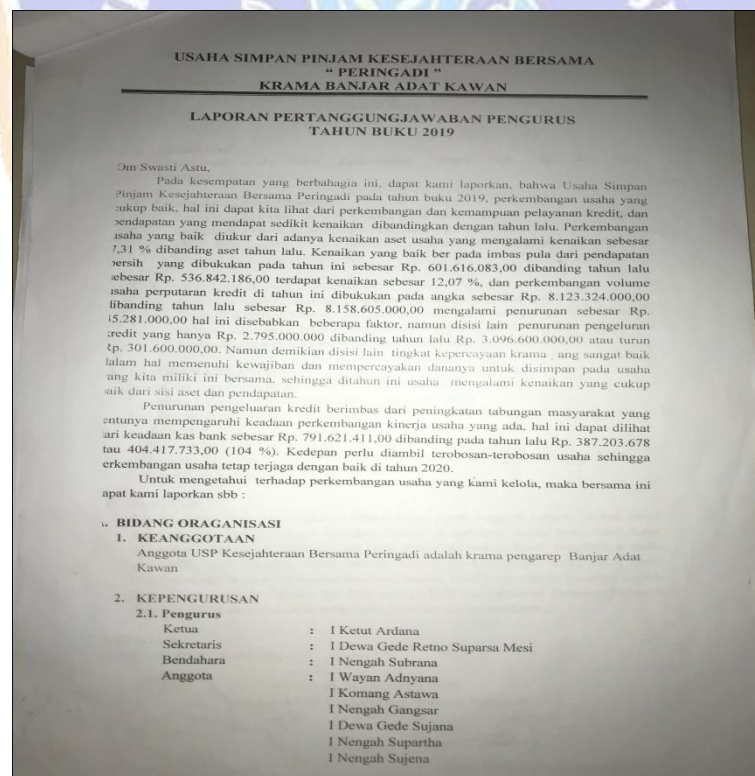 USAHA SIMPAN PINJAM KESEJAHTERAAN BERSAMA
“ PERINGADI ”
KRAMA BANJAR ADAT KAWAN
LAPORAN PERTANGGUNGJAWABAN PENGURUS
TAHUN BUKU 2019
Om Swasti Astu,
Pada kesempatan yang berbahagia ini, dapat kami laporkan, bahwa Usaha Simpan
Pinjam Kesejahteraan Bersama Peringadi pada tahun buku 2019, perkembangan usaha yang
cukup baik, hal ini dapat kita lihat dari perkembangan dan kemampuan pelayanan kredit, dan
pendapatan yang mendapat sedikit kenaikan dibandingkan dengan tahun lalu. Perkembangan
usaha yang baik diukur dari adanya kenaikan aset usaha yang mengalami kenaikan sebesar
7,31 % dibanding aset tahun lalu. Kenaikan yang baik ber pada imbas pula dari pendapatan
bersih yang dibukukan pada tahun ini sebesar Rp. 601.616.083,00 dibanding tahun lalu
sebesar Rp. 536.842.186,00 terdapat kenaikan sebesar 12,07 %, dan perkembangan volume
usaha perputaran kredit di tahun ini dibukukan pada angka sebesar Rp. 8.123.324.000,00
dibanding tahun lalu sebesar Rp. 8.158.605.000,00 mengalami penurunan sebesar Rp.
5.281.000,00 hal ini disebabkan beberapa faktor, namun disisi lain penurunan pengeluran
kredit yang hanya Rp. 2.795.000.000 dibanding tahun lalu Rp. 3.096.600.000,00 atau turun
Rp. 301.600.000,00. Namun demikian disisi lain tingkat kepercayaan krama ang sangat baik
dalam hal memenuhi kewajiban dan mempercayakan dananya untuk disimpan pada usaha
yang kita miliki ini bersama, sehingga ditahun ini usaha mengalami kenaikan yang cukup
baik dari sisi aset dan pendapatan.
Penurunan pengeluaran kredit berimbas dari peningkatan tabungan masyarakat yang
tentunya mempengaruhi keadaan perkembangan kinerja usaha yang ada, hal ini dapat dilihat
dari keadaan kas bank sebesar Rp. 791.621.411,00 dibanding pada tahun lalu Rp. 387.203.678
atau 404.417.733,00 (104 %). Kedepan perlu diambil terobosan-terobosan usaha sehingga
perkembangan usaha tetap terjaga dengan baik di tahun 2020.
Untuk mengetahui terhadap perkembangan usaha yang kami kelola, maka bersama ini
dapat kami laporkan sbb :
BIDANG ORAGANISASI
1. KEANGGOTAAN
Anggota USP Kesejahteraan Bersama Peringadi adalah krama pengarep Banjar Adat
Kawan
2. KEPENGURUSAN
2.1. Pengurus
Ketua : I Ketut Ardana
Sekretaris : I Dewa Gede Retno Suparsa Mesi
Bendahara : I Nengah Subrana
Anggota : I Wayan Adnyana
I Komang Astawa
I Nengah Gangsar
I Dewa Gede Sujana
I Nengah Supartha
I Nengah Sujena